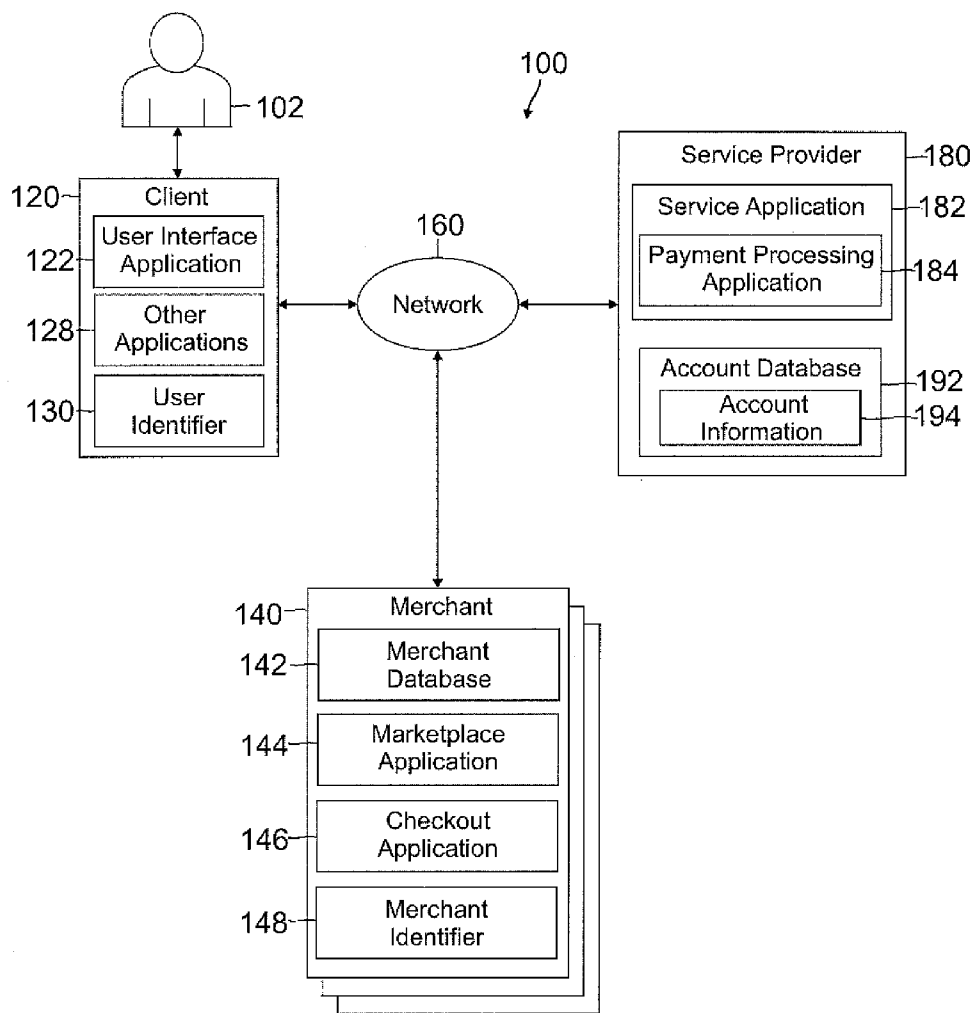 100
102
120
Client
122
User Interface
Application
128
Other
Applications
130
User
Identifier
160
Network
Service Provider
180
Service Application
182
Payment Processing
Application
184
Account Database
192
Account
Information
194
140
Merchant
142
Merchant
Database
144
Marketplace
Application
146
Checkout
Application
148
Merchant
Identifier